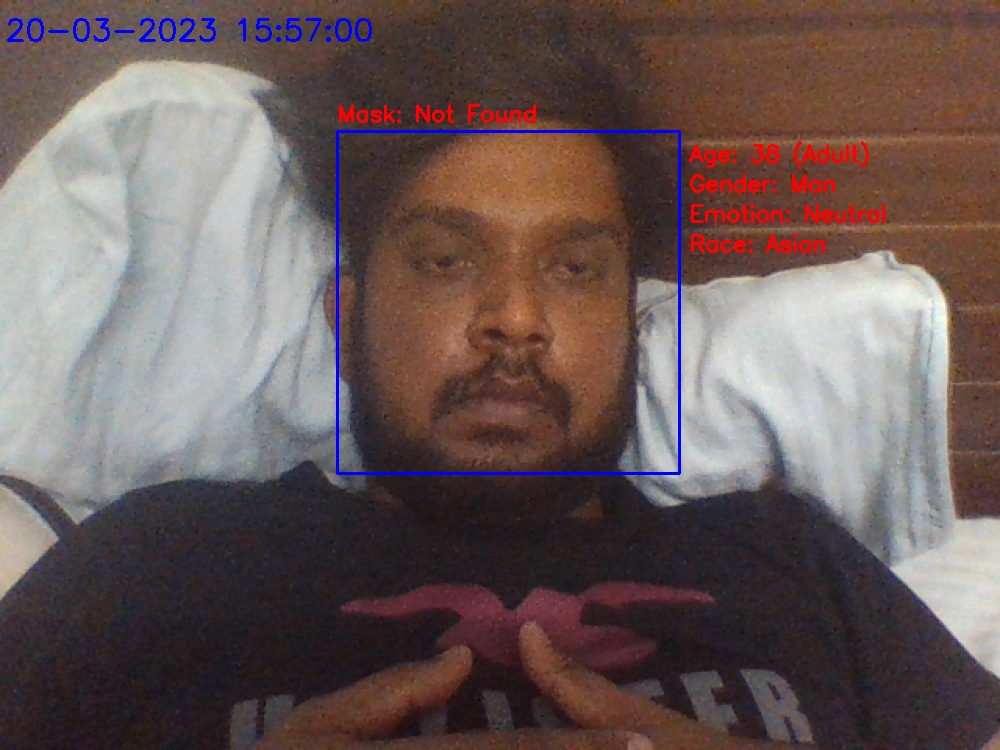 20-03-2023 15:57:00
Mask: Not Found
Age: 38 (Adult)
Gender: Man
Emotion: Neutral
Race: Asian